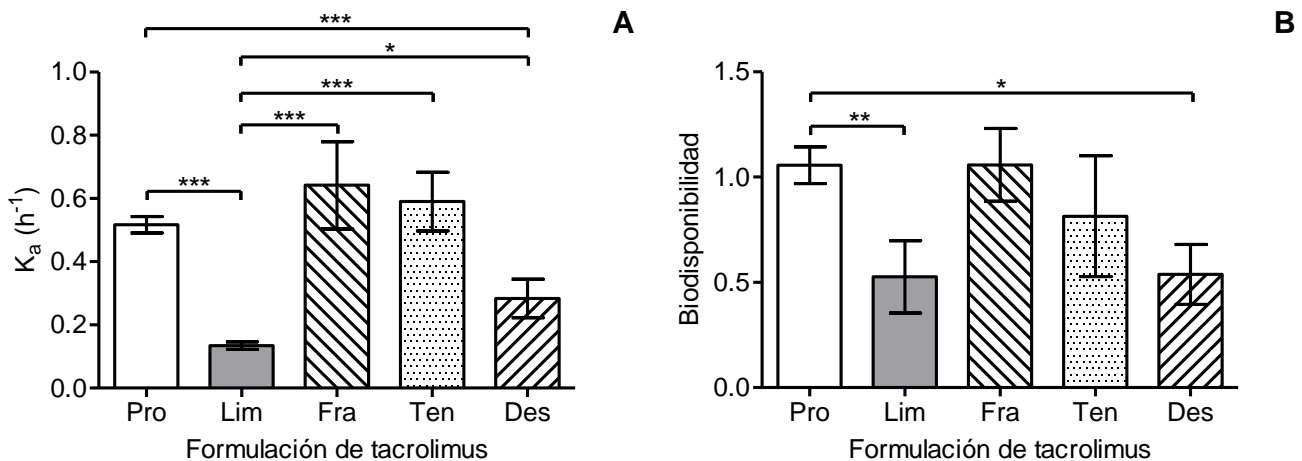 A
***
*
***
***
***
1.0
0.8
0.6
0.4
0.2
0.0
Kₐ (h⁻¹)
Pro Lim Fra Ten Des
Formulación de tacrolimus
B
*
**
1.5
1.0
0.5
0.0
Biodisponibilidad
Pro Lim Fra Ten Des
Formulación de tacrolimus